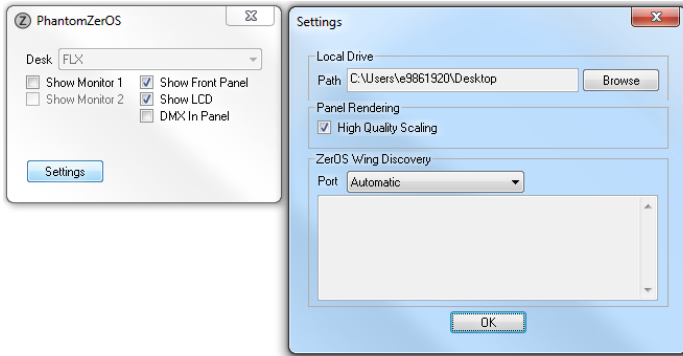 PhantomZerOS
Desk FLX
Show Monitor 1
Show Front Panel
Show Monitor 2
Show LCD
DMX In Panel
Settings
Settings
Local Drive
Path C:\Users\e9861920\Desktop Browse
Panel Rendering
High Quality Scaling
ZerOS Wing Discovery
Port Automatic
OK